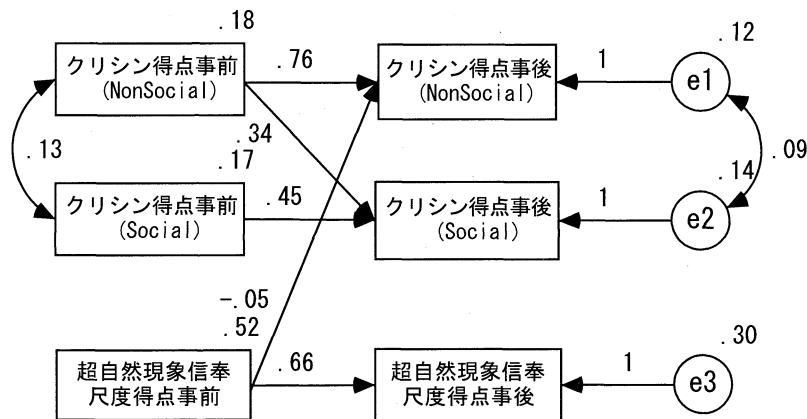 .18
.12
クリシン得点事前
(NonSocial)
.76
クリシン得点事後
(NonSocial)
1
e1
.13
.34
.17
.14
.09
クリシン得点事前
(Social)
.45
クリシン得点事後
(Social)
1
e2
-.05
.52
.30
超自然現象信奉
尺度得点事前
.66
超自然現象信奉
尺度得点事後
1
e3